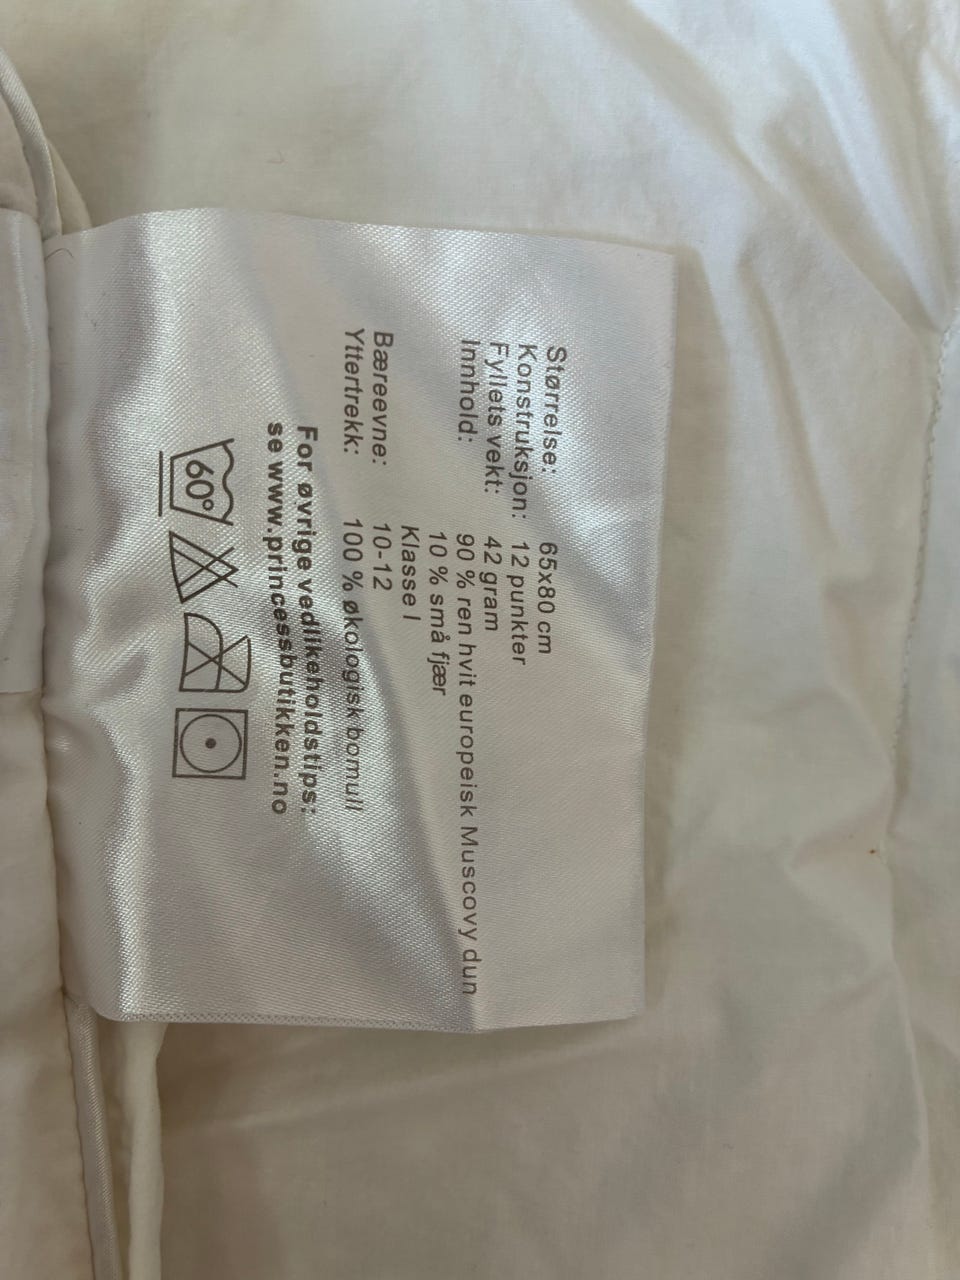 Størrelse: 65x80 cm
Konstruksjon: 12 punkter
Fyllets vekt: 42 gram
Innhold: 90 % ren hvit europeisk Muscovy dun
10 % små fjær
Klasse I
Bæreevne: 10-12
Yttertrekk: 100 % økologisk bomull
For øvrige vedlikeholdstips:
se www.princessbutikken.no
60°